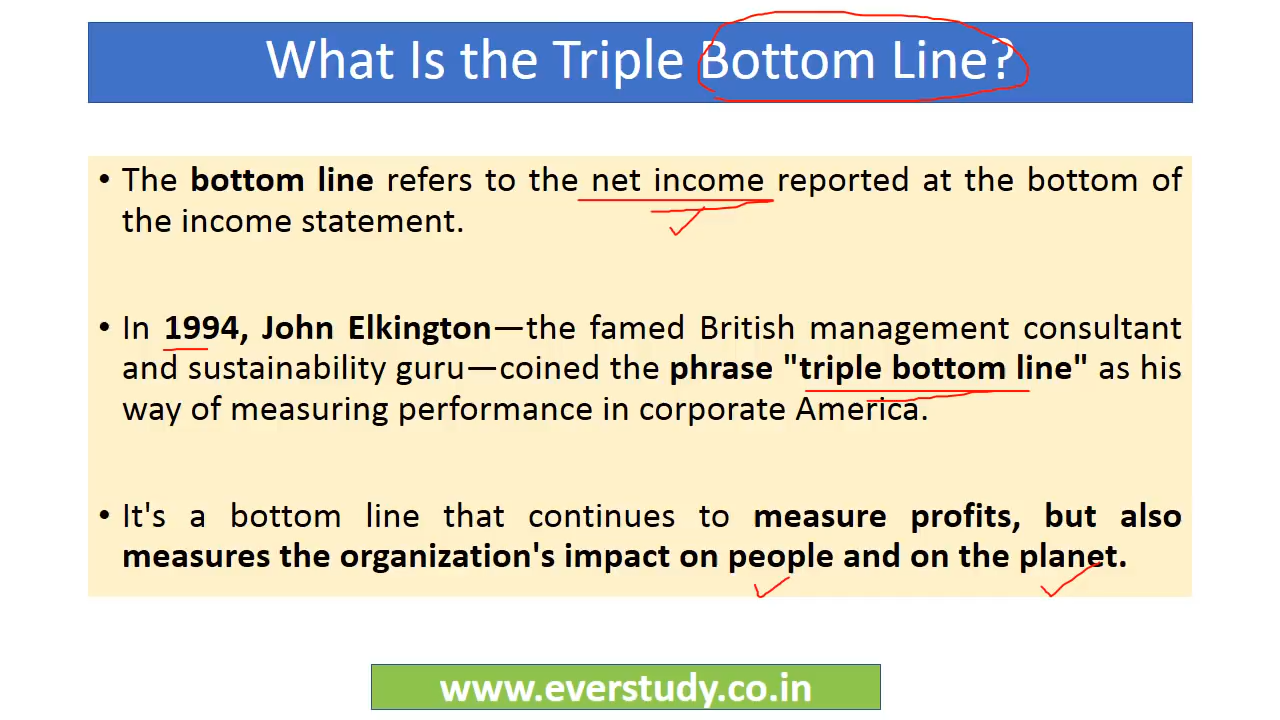 What Is the Triple Bottom Line?
• The bottom line refers to the net income reported at the bottom of
the income statement.
• In 1994, John Elkington—the famed British management consultant
and sustainability guru—coined the phrase "triple bottom line" as his
way of measuring performance in corporate America.
• It's a bottom line that continues to measure profits, but also
measures the organization's impact on people and on the planet.
www.everstudy.co.in